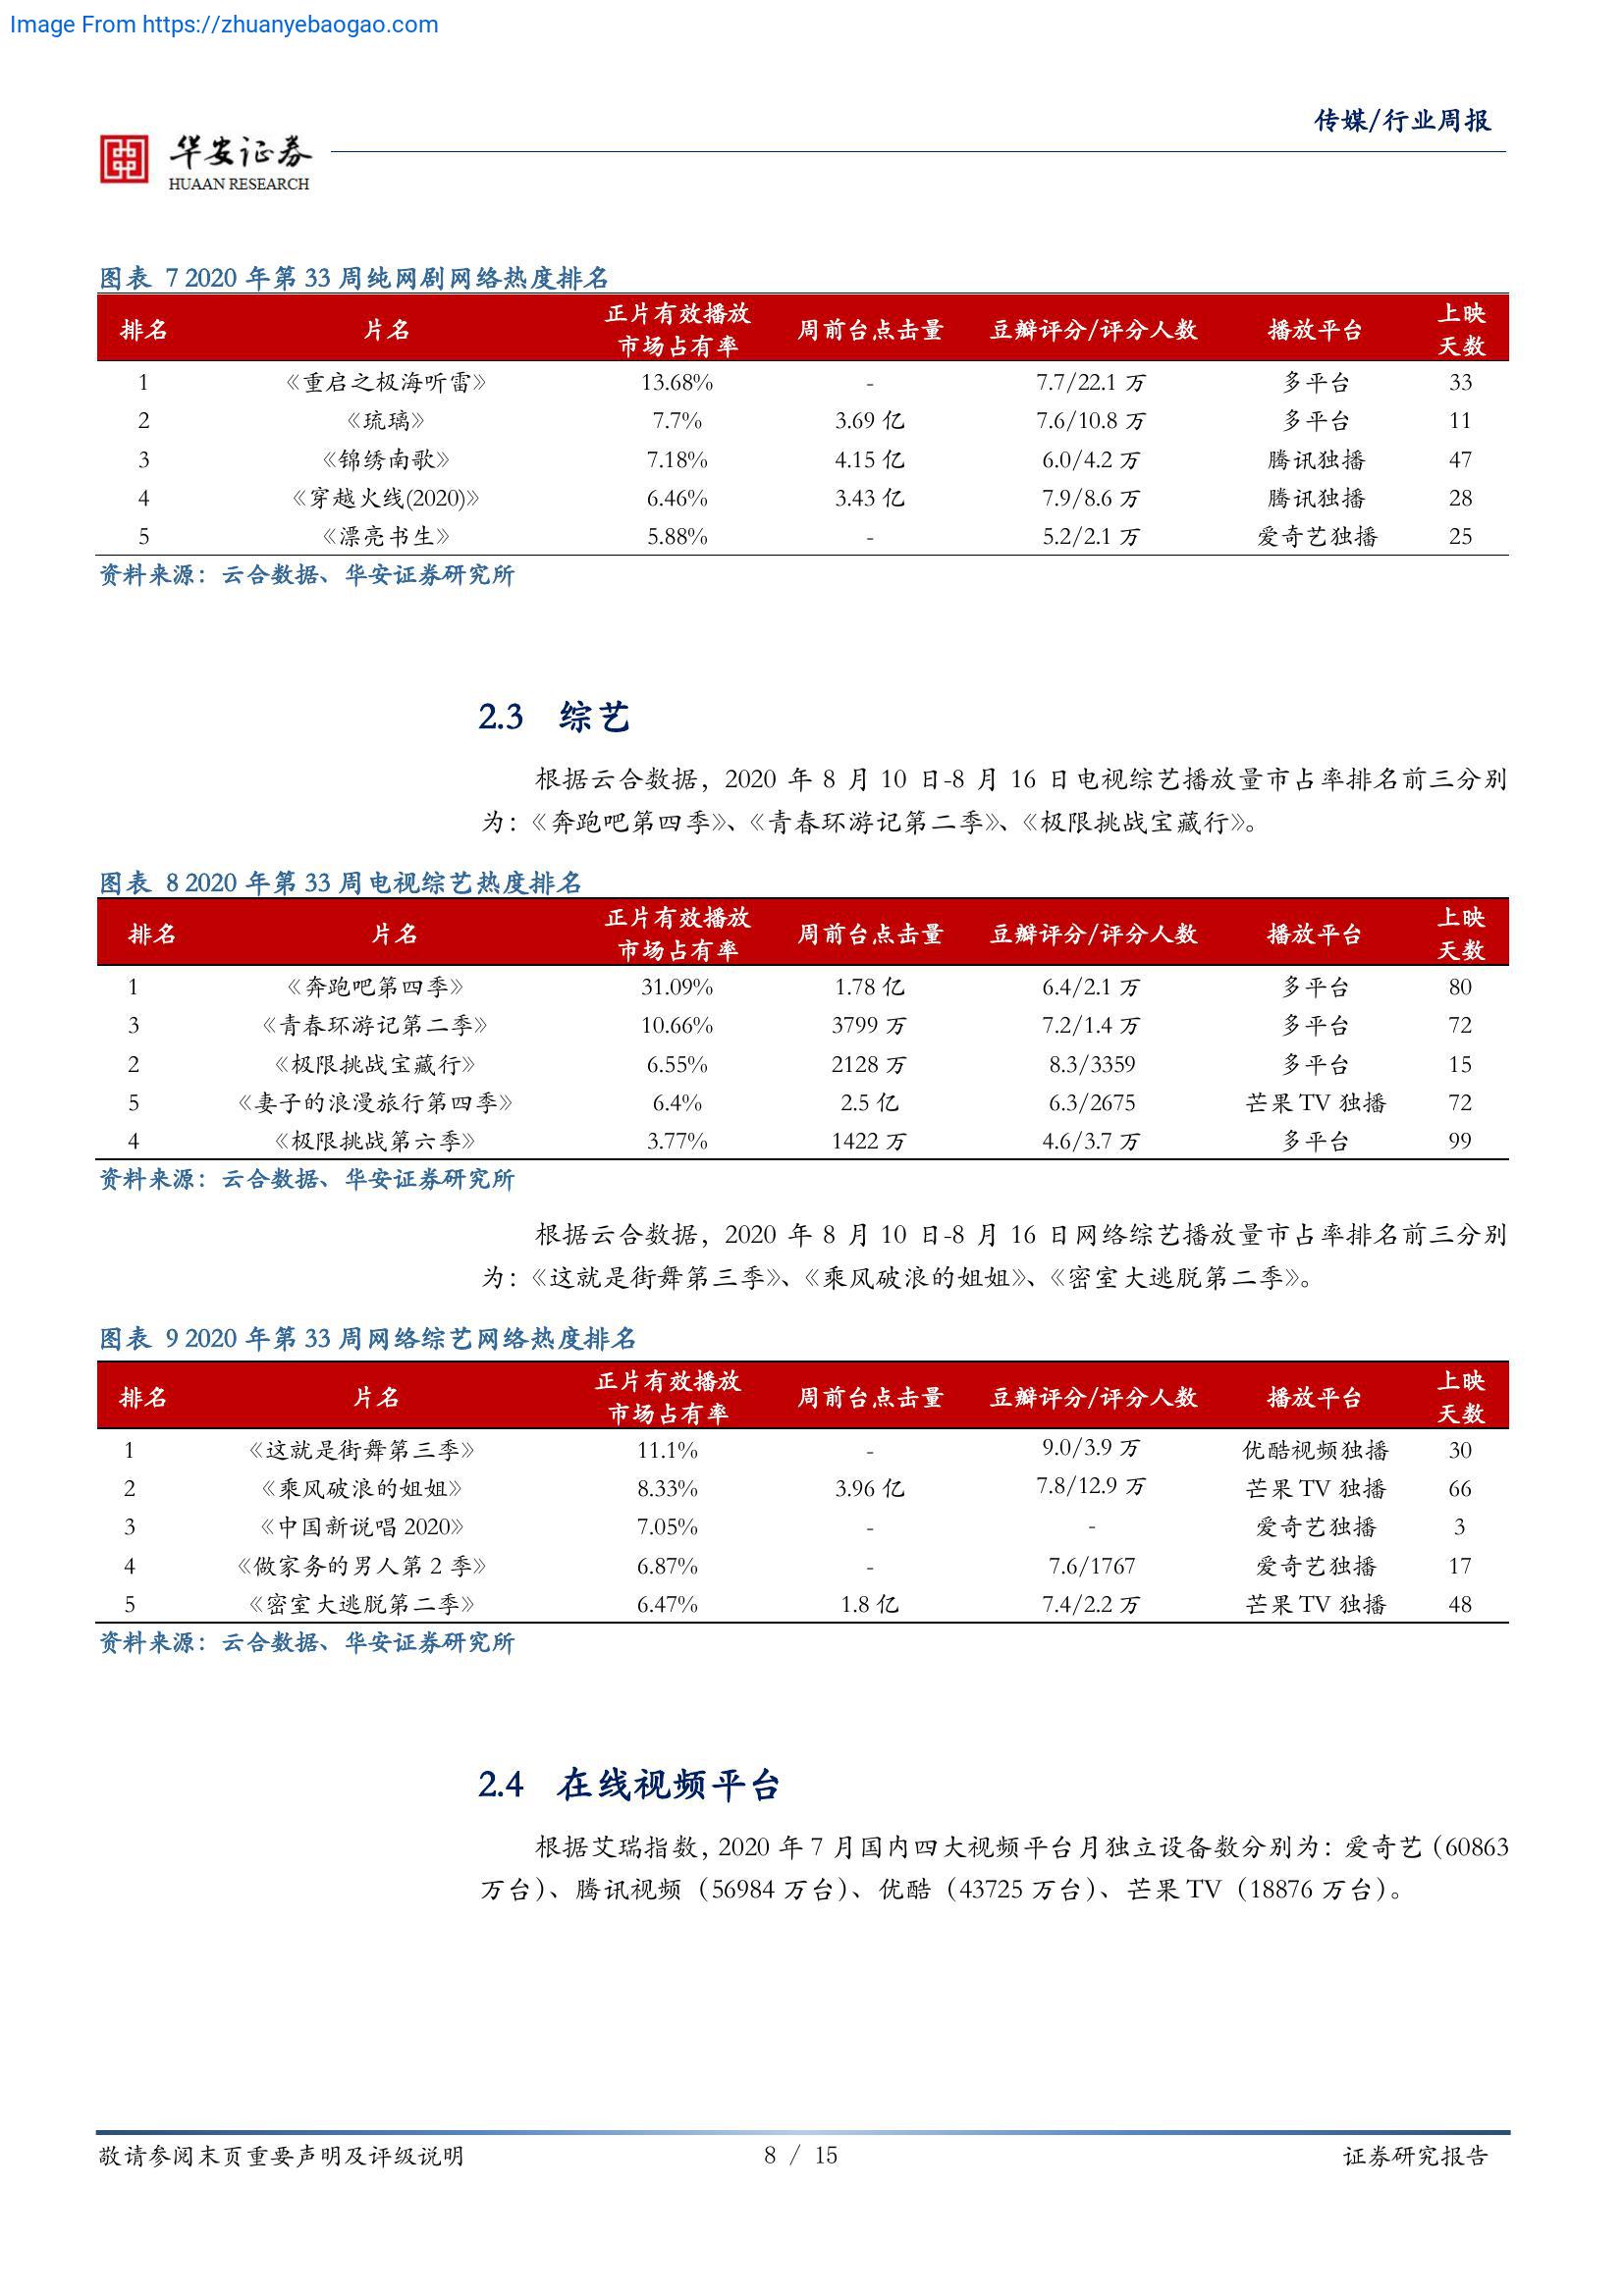 Image From https://zhuanyebaogao.com
传媒/行业周报
华安证券
HUAAN RESEARCH
图表 7 2020 年第 33 周纯网剧网络热度排名
排名 片名 正片有效播放市场占有率 周前台点击量 豆瓣评分/评分人数 播放平台 上映天数
1 《重启之极海听雷》 13.68% - 7.7/22.1 万 多平台 33
2 《琉璃》 7.7% 3.69 亿 7.6/10.8 万 多平台 11
3 《锦绣南歌》 7.18% 4.15 亿 6.0/4.2 万 腾讯独播 47
4 《穿越火线(2020)》 6.46% 3.43 亿 7.9/8.6 万 腾讯独播 28
5 《漂亮书生》 5.88% - 5.2/2.1 万 爱奇艺独播 25
资料来源：云合数据、华安证券研究所
2.3 综艺
根据云合数据，2020 年 8 月 10 日-8 月 16 日电视综艺播放量市占率排名前三分别
为：《奔跑吧第四季》、《青春环游记第二季》、《极限挑战宝藏行》。
图表 8 2020 年第 33 周电视综艺热度排名
排名 片名 正片有效播放市场占有率 周前台点击量 豆瓣评分/评分人数 播放平台 上映天数
1 《奔跑吧第四季》 31.09% 1.78 亿 6.4/2.1 万 多平台 80
3 《青春环游记第二季》 10.66% 3799 万 7.2/1.4 万 多平台 72
2 《极限挑战宝藏行》 6.55% 2128 万 8.3/3359 多平台 15
5 《妻子的浪漫旅行第四季》 6.4% 2.5 亿 6.3/2675 芒果 TV 独播 72
4 《极限挑战第六季》 3.77% 1422 万 4.6/3.7 万 多平台 99
资料来源：云合数据、华安证券研究所
根据云合数据，2020 年 8 月 10 日-8 月 16 日网络综艺播放量市占率排名前三分别
为：《这就是街舞第三季》、《乘风破浪的姐姐》、《密室大逃脱第二季》。
图表 9 2020 年第 33 周网络综艺网络热度排名
排名 片名 正片有效播放市场占有率 周前台点击量 豆瓣评分/评分人数 播放平台 上映天数
1 《这就是街舞第三季》 11.1% - 9.0/3.9 万 优酷视频独播 30
2 《乘风破浪的姐姐》 8.33% 3.96 亿 7.8/12.9 万 芒果 TV 独播 66
3 《中国新说唱 2020》 7.05% - - 爱奇艺独播 3
4 《做家务的男人第 2 季》 6.87% - 7.6/1767 爱奇艺独播 17
5 《密室大逃脱第二季》 6.47% 1.8 亿 7.4/2.2 万 芒果 TV 独播 48
资料来源：云合数据、华安证券研究所
2.4 在线视频平台
根据艾瑞指数，2020 年 7 月国内四大视频平台月独立设备数分别为：爱奇艺（60863
万台）、腾讯视频（56984 万台）、优酷（43725 万台）、芒果 TV（18876 万台）。
敬请参阅末页重要声明及评级说明 8 / 15 证券研究报告